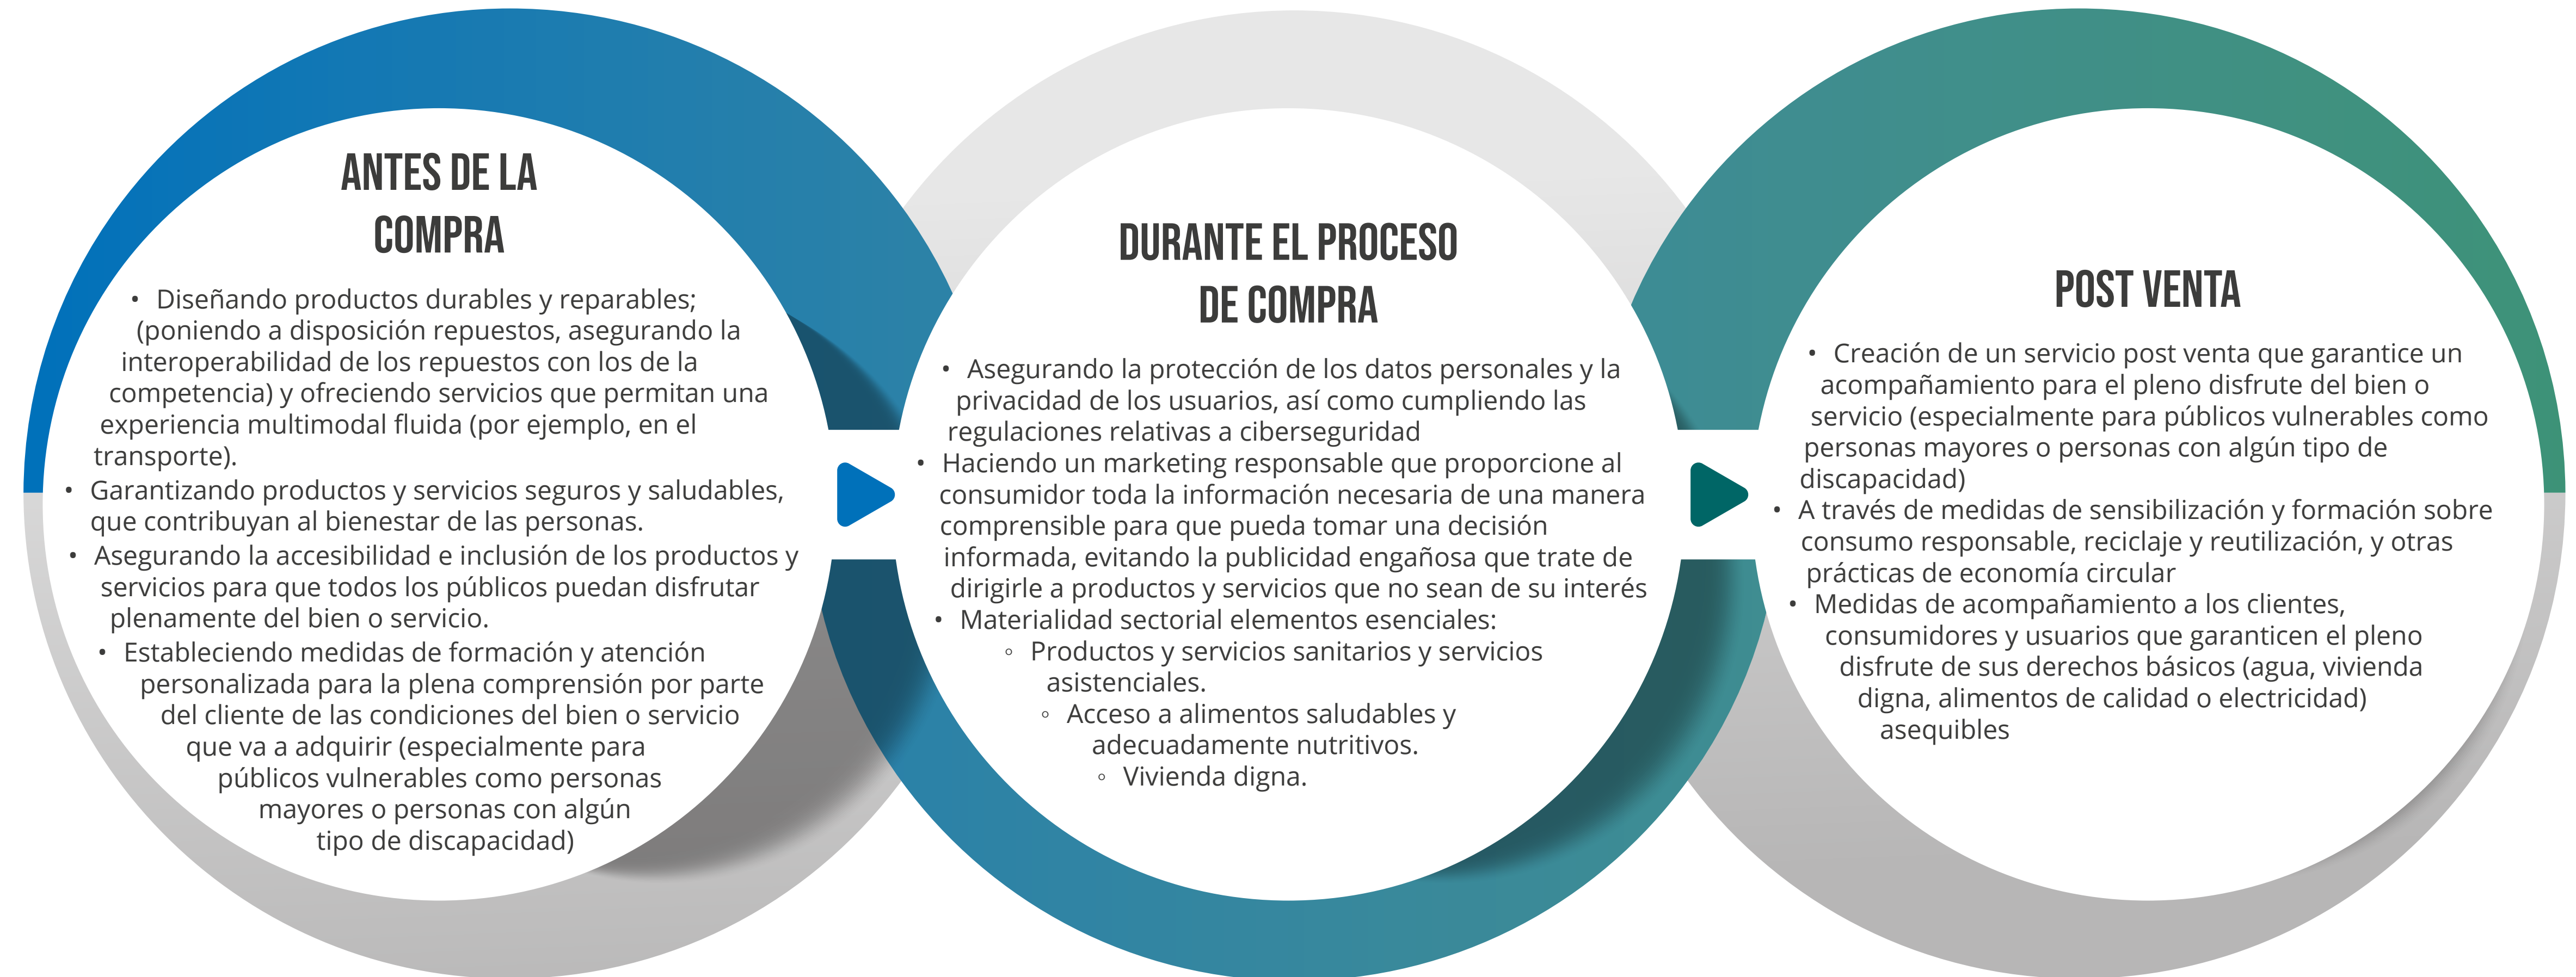 ANTES DE LA
COMPRA
• Diseñando productos durables y reparables;
(poniendo a disposición repuestos, asegurando la
interoperabilidad de los repuestos con los de la
competencia) y ofreciendo servicios que permitan una
experiencia multimodal fluida (por ejemplo, en el
transporte).
• Garantizando productos y servicios seguros y saludables,
que contribuyan al bienestar de las personas.
• Asegurando la accesibilidad e inclusión de los productos y
servicios para que todos los públicos puedan disfrutar
plenamente del bien o servicio.
• Estableciendo medidas de formación y atención
personalizada para la plena comprensión por parte
del cliente de las condiciones del bien o servicio
que va a adquirir (especialmente para
públicos vulnerables como personas
mayores o personas con algún
tipo de discapacidad)
DURANTE EL PROCESO
DE COMPRA
• Asegurando la protección de los datos personales y la
privacidad de los usuarios, así como cumpliendo las
regulaciones relativas a ciberseguridad
• Haciendo un marketing responsable que proporcione al
consumidor toda la información necesaria de una manera
comprensible para que pueda tomar una decisión
informada, evitando la publicidad engañosa que trate de
dirigirle a productos y servicios que no sean de su interés
• Materialidad sectorial elementos esenciales:
◦ Productos y servicios sanitarios y servicios
asistenciales.
◦ Acceso a alimentos saludables y
adecuadamente nutritivos.
◦ Vivienda digna.
POST VENTA
• Creación de un servicio post venta que garantice un
acompañamiento para el pleno disfrute del bien o
servicio (especialmente para públicos vulnerables como
personas mayores o personas con algún tipo de
discapacidad)
• A través de medidas de sensibilización y formación sobre
consumo responsable, reciclaje y reutilización, y otras
prácticas de economía circular
• Medidas de acompañamiento a los clientes,
consumidores y usuarios que garanticen el pleno
disfrute de sus derechos básicos (agua, vivienda
digna, alimentos de calidad o electricidad)
asequibles